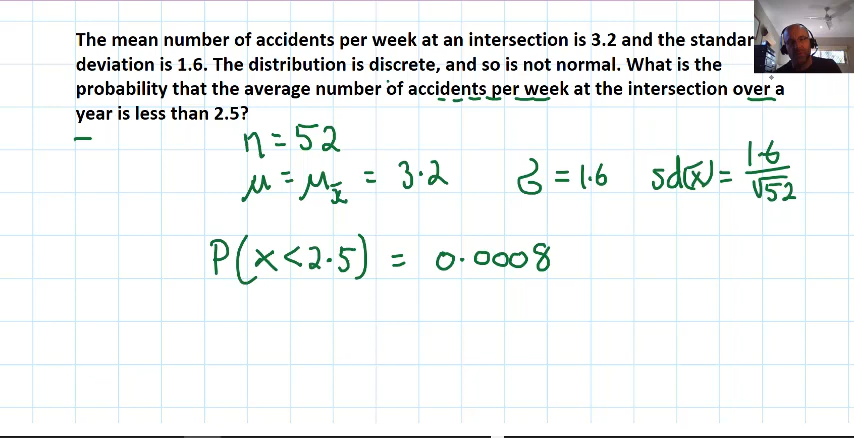 The mean number of accidents per week at an intersection is 3.2 and the standar
deviation is 1.6. The distribution is discrete, and so is not normal. What is the
probability that the average number of accidents per week at the intersection over a
year is less than 2.5?
n = 52
μ = μx̄ = 3.2 σ = 1.6 sd(x̄) = 1.6/√52
P(x < 2.5) = 0.0008